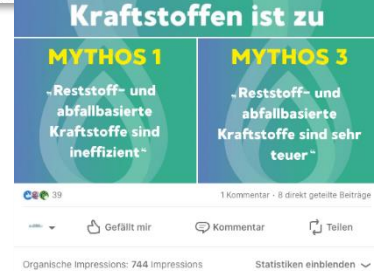 Kraftstoffen ist zu
MYTHOS 1
„Reststoff- und
abfallbasierte
Kraftstoffe sind
ineffizient“
MYTHOS 3
„Reststoff- und
abfallbasierte
Kraftstoffe sind sehr
teuer“
39
1 Kommentar · 8 direkt geteilte Beiträge
Gefällt mir
Kommentar
Teilen
Organische Impressions: 744 Impressions
Statistiken einblenden